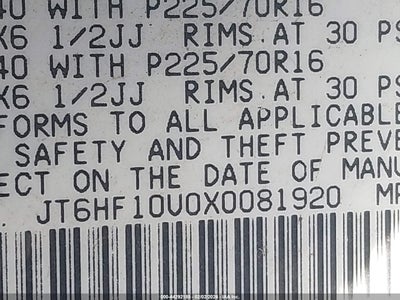 40 WITH P225/70R16
X6 1/2JJ RIMS AT 30 PS
40 WITH P225/70R16
X6 1/2JJ RIMS AT 30 PS
FORMS TO ALL APPLICABLE
SAFETY AND THEFT PREVE
ECT ON THE DATE OF MANU
JT6HF10U0X0081920 MP